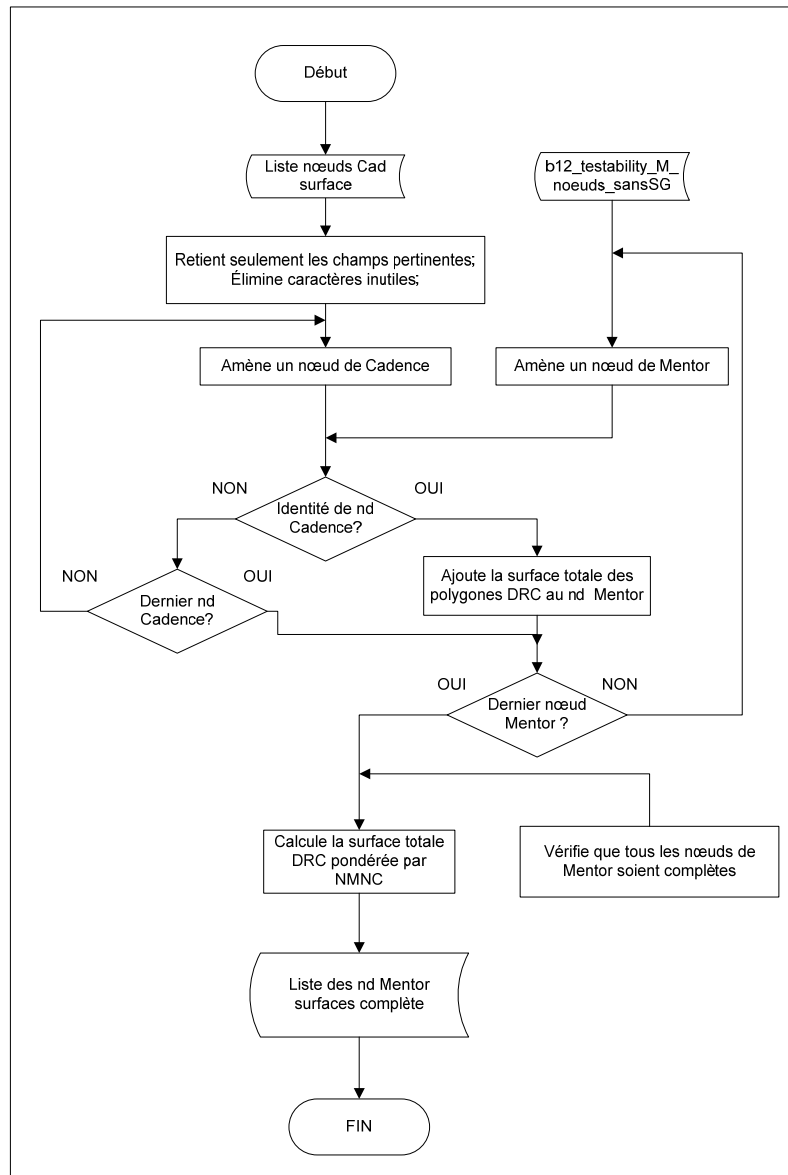 Début
Liste nœuds Cad
surface
b12_testability_M_
noeuds_sansSG
Retient seulement les champs pertinentes;
Élimine caractères inutiles;
Amène un nœud de Cadence
Amène un nœud de Mentor
NON
OUI
Identité de nd
Cadence?
NON
OUI
Dernier nd
Cadence?
Ajoute la surface totale des
polygones DRC au nd Mentor
OUI
NON
Dernier nœud
Mentor ?
Calcule la surface totale
DRC pondérée par
NMNC
Vérifie que tous les nœuds de
Mentor soient complètes
Liste des nd Mentor
surfaces complète
FIN